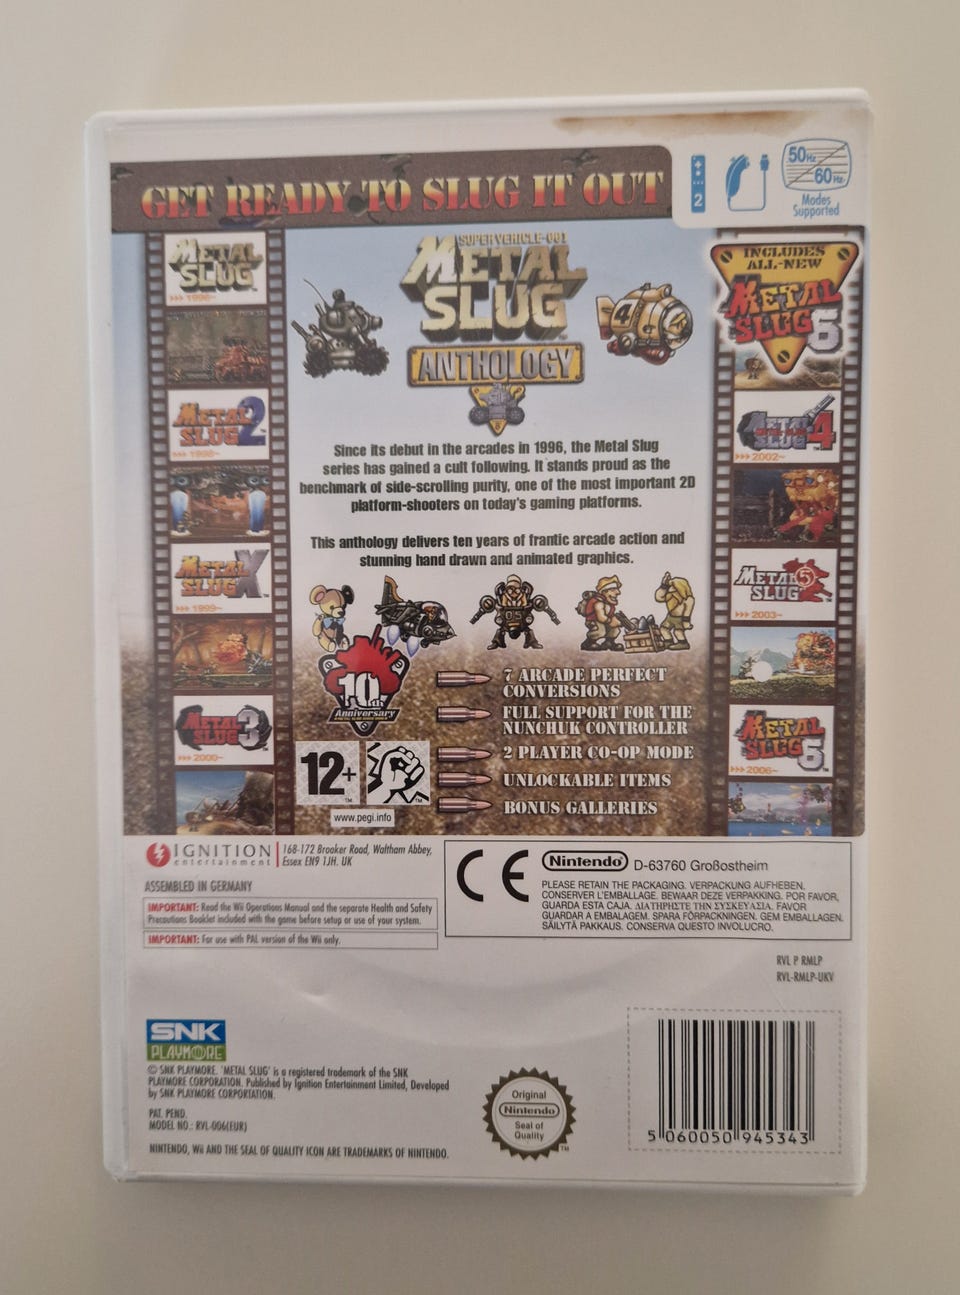 GET READY TO SLUG IT OUT
2
50Hz
60Hz
Modes
Supported
METAL
SLUG
1996~
METAL
SLUG 2
1998~
METAL
SLUG X
1999~
METAL
SLUG 3
2000~
SUPER VEHICLE-001
METAL
SLUG
ANTHOLOGY
INCLUDES
ALL-NEW
METAL
SLUG 6
METAL
SLUG 4
2002~
METAL 5
SLUG
2003~
METAL
SLUG 6
2006~
Since its debut in the arcades in 1996, the Metal Slug
series has gained a cult following. It stands proud as the
benchmark of side-scrolling purity, one of the most important 2D
platform-shooters on today's gaming platforms.
This anthology delivers ten years of frantic arcade action and
stunning hand drawn and animated graphics.
10th
Anniversary
7 ARCADE PERFECT
CONVERSIONS
FULL SUPPORT FOR THE
NUNCHUK CONTROLLER
2 PLAYER CO-OP MODE
UNLOCKABLE ITEMS
BONUS GALLERIES
12+
www.pegi.info
IGNITION
entertainment
168-172 Brooker Road, Waltham Abbey,
Essex EN9 1JH. UK
ASSEMBLED IN GERMANY
IMPORTANT: Read the Wii Operations Manual and the separate Health and Safety
Precautions Booklet included with the game before setup or use of your system.
IMPORTANT: For use with PAL version of the Wii only.
CE
Nintendo D-63760 Großostheim
PLEASE RETAIN THE PACKAGING. VERPACKUNG AUFHEBEN.
CONSERVER L'EMBALLAGE. BEWAAR DEZE VERPAKKING. POR FAVOR,
GUARDA ESTA CAJA. ΔΙΑΤΗΡΗΣΤΕ ΤΗΝ ΣΥΣΚΕΥΑΣΙΑ. FAVOR
GUARDAR A EMBALAGEM. SPARA FÖRPACKNINGEN. GEM EMBALLAGEN.
SÄILYTÄ PAKKAUS. CONSERVA QUESTO INVOLUCRO.
RVL P RMLP
RVL-RMLP-UKV
SNK
PLAYMORE
© SNK PLAYMORE. 'METAL SLUG' is a registered trademark of the SNK
PLAYMORE CORPORATION. Published by Ignition Entertainment Limited, Developed
by SNK PLAYMORE CORPORTATION.
PAT. PEND.
MODEL NO.: RVL-006(EUR)
NINTENDO, Wii AND THE SEAL OF QUALITY ICON ARE TRADEMARKS OF NINTENDO.
Original
Nintendo
Seal of
Quality
TM
5 060050 945343